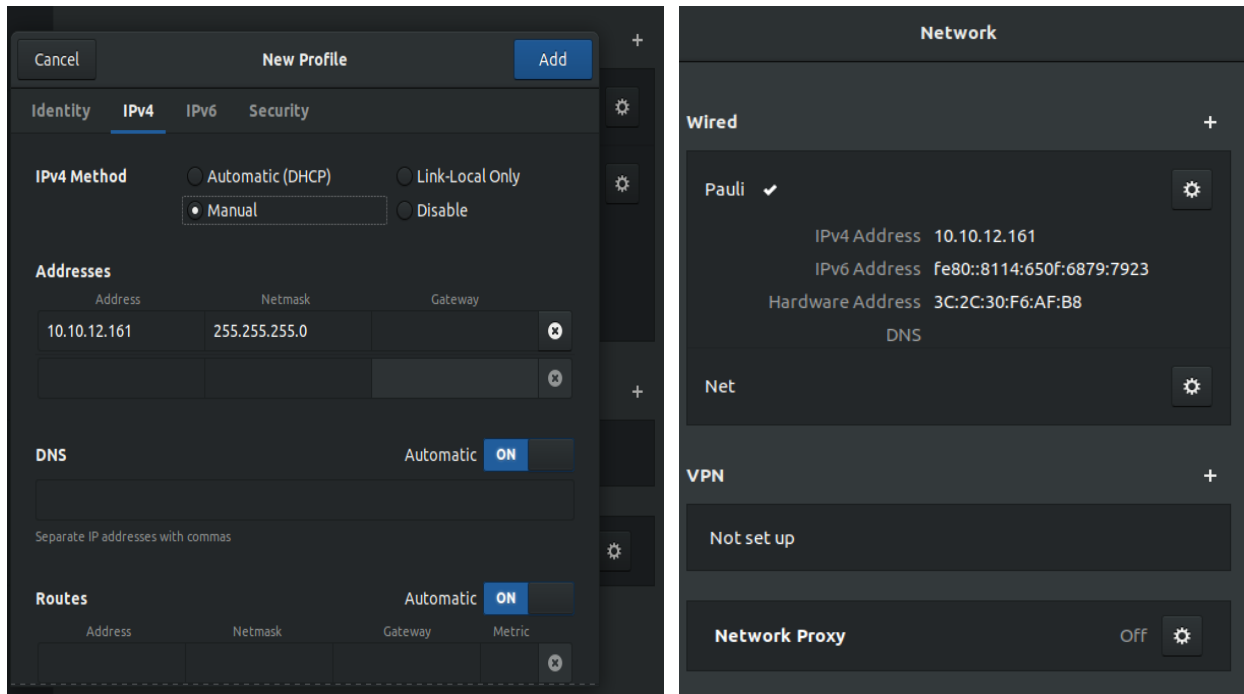 Cancel New Profile Add
Identity IPv4 IPv6 Security
IPv4 Method Automatic (DHCP) Link-Local Only
Manual Disable
Addresses
Address Netmask Gateway
10.10.12.161 255.255.255.0
DNS Automatic ON
Separate IP addresses with commas
Routes Automatic ON
Address Netmask Gateway Metric
Network
Wired +
Pauli
IPv4 Address 10.10.12.161
IPv6 Address fe80::8114:650f:6879:7923
Hardware Address 3C:2C:30:F6:AF:B8
DNS
Net
VPN +
Not set up
Network Proxy Off